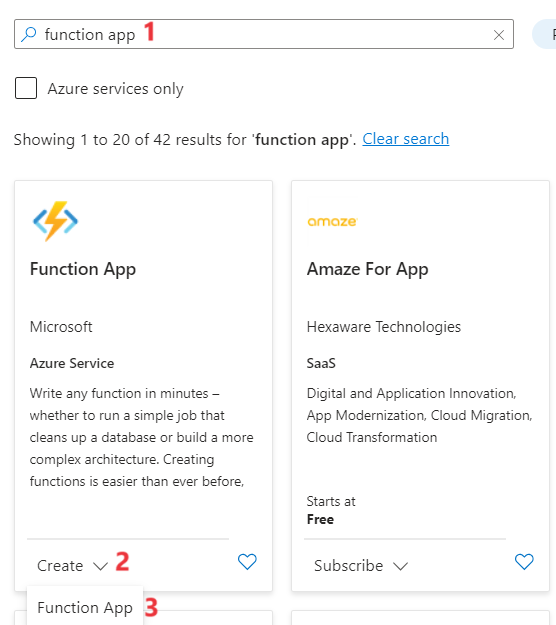 function app 1
Azure services only
Showing 1 to 20 of 42 results for 'function app'. Clear search
Function App
Microsoft
Azure Service
Write any function in minutes –
whether to run a simple job that
cleans up a database or build a more
complex architecture. Creating
functions is easier than ever before,
Create 2
Function App 3
amaze
Amaze For App
Hexaware Technologies
SaaS
Digital and Application Innovation,
App Modernization, Cloud Migration,
Cloud Transformation
Starts at
Free
Subscribe